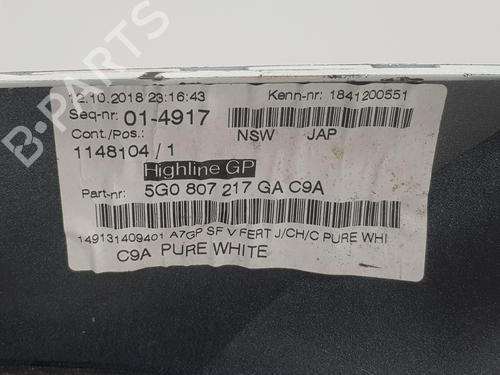 12.10.2018 23:16:43 Kenn-nr: 1841200551
Seq-nr: 01-4917
Cont./Pos.: NSW JAP
1148104 / 1
Highline GP
Part-nr: 5G0 807 217 GA C9A
149131409401 A7GP SF V FERT J/CH/C PURE WHI
C9A PURE WHITE
B-PARTS